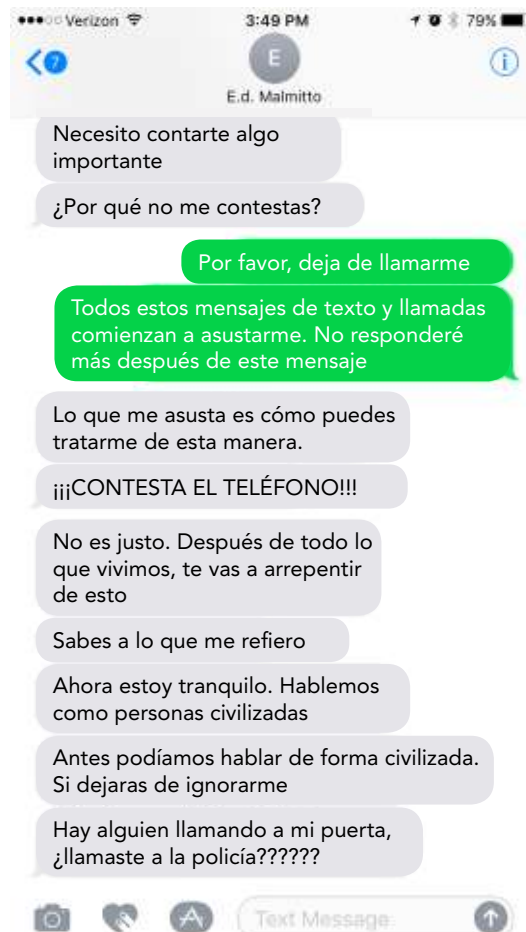 Verizon 3:49 PM 79%
7
E
E.d. Malmitto
Necesito contarte algo
importante
¿Por qué no me contestas?
Por favor, deja de llamarme
Todos estos mensajes de texto y llamadas
comienzan a asustarme. No responderé
más después de este mensaje
Lo que me asusta es cómo puedes
tratarme de esta manera.
¡¡¡CONTESTA EL TELÉFONO!!!
No es justo. Después de todo lo
que vivimos, te vas a arrepentir
de esto
Sabes a lo que me refiero
Ahora estoy tranquilo. Hablemos
como personas civilizadas
Antes podíamos hablar de forma civilizada.
Si dejaras de ignorarme
Hay alguien llamando a mi puerta,
¿llamaste a la policía??????
Text Message